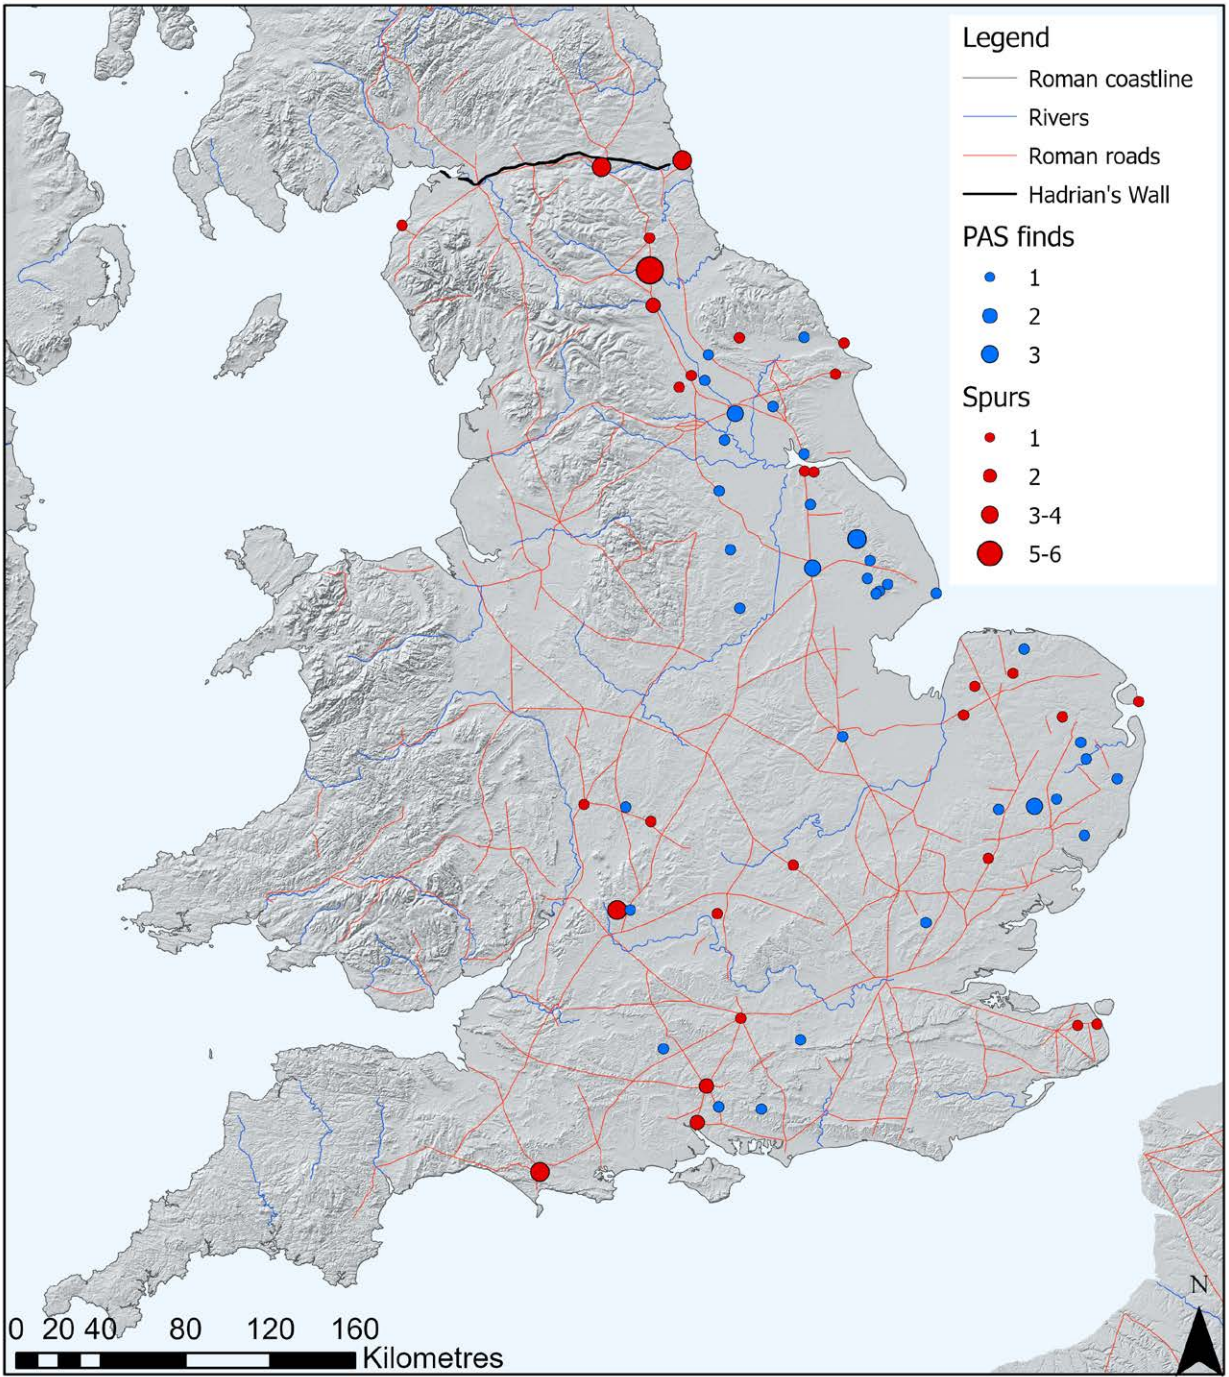 Legend
Roman coastline
Rivers
Roman roads
Hadrian's Wall
PAS finds
1
2
3
Spurs
1
2
3-4
5-6
N
0 20 40 80 120 160
Kilometres